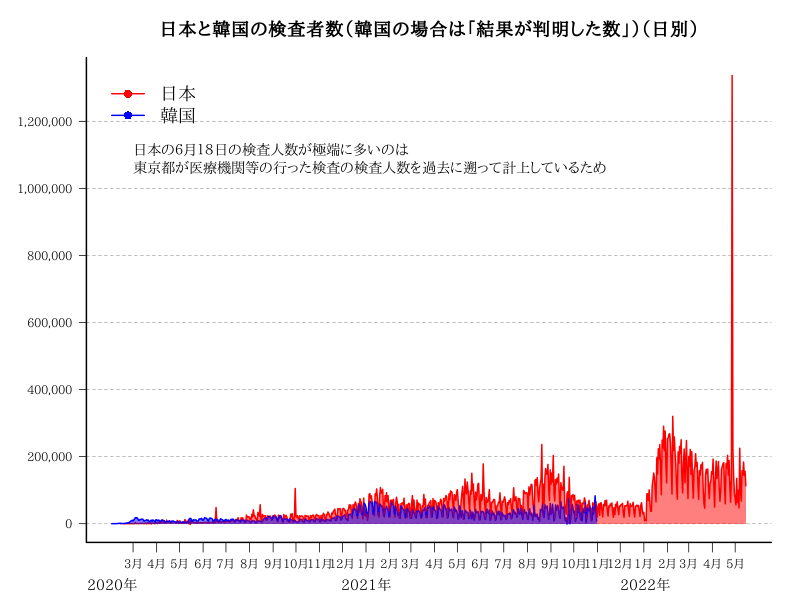 日本と韓国の検査者数（韓国の場合は「結果が判明した数」）（日別）
日本
韓国
日本の6月18日の検査人数が極端に多いのは
東京都が医療機関等の行った検査の検査人数を過去に遡って計上しているため
1,200,000
1,000,000
800,000
600,000
400,000
200,000
0
3月 4月 5月 6月 7月 8月 9月 10月 11月 12月 1月 2月 3月 4月 5月 6月 7月 8月 9月 10月 11月 12月 1月 2月 3月 4月 5月
2020年 2021年 2022年